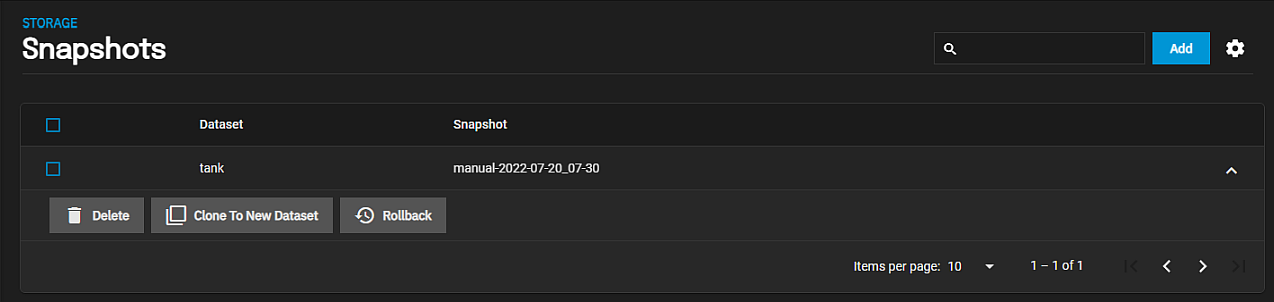 STORAGE
Snapshots
Add
Dataset Snapshot
tank manual-2022-07-20_07-30
Delete Clone To New Dataset Rollback
Items per page: 10 1 – 1 of 1